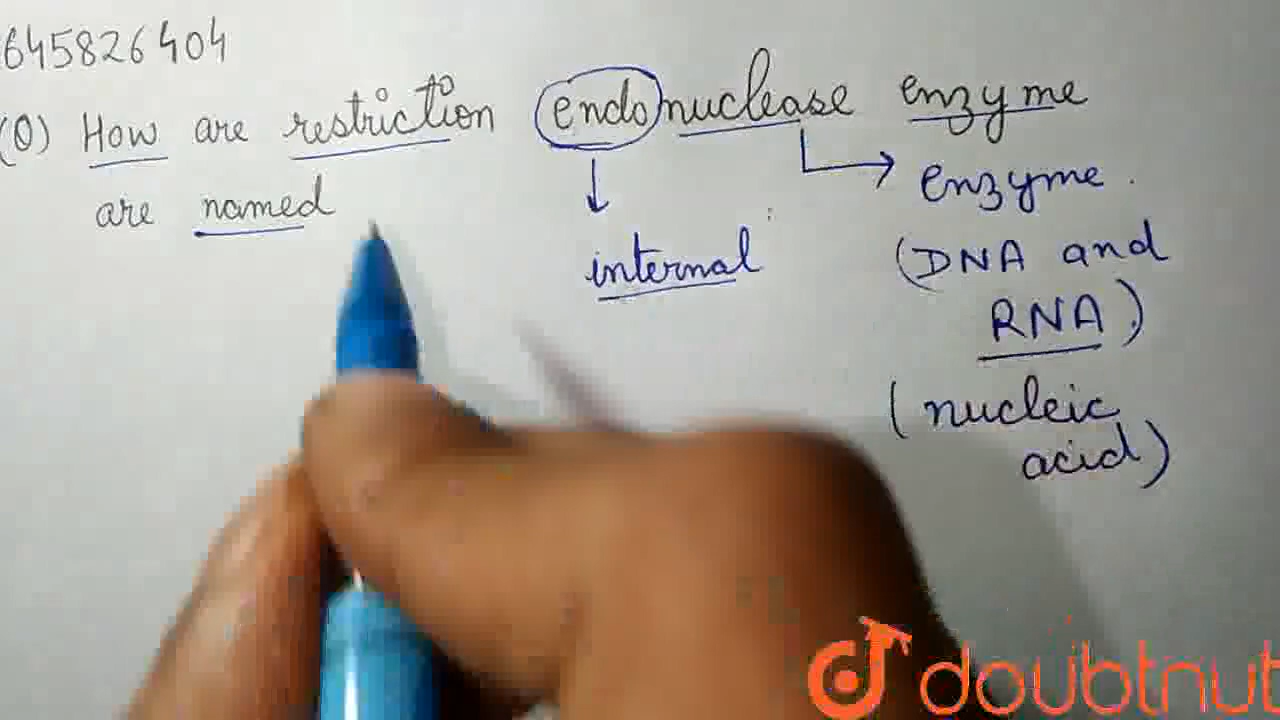 645826404
(Q) How are restriction endonuclease enzyme
are named
enzyme.
internal
(DNA and
RNA)
(nucleic
acid)
doubtnut